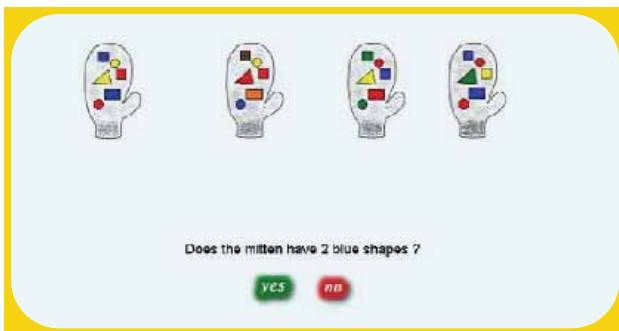 Does the mitten have 2 blue shapes ?
yes
no